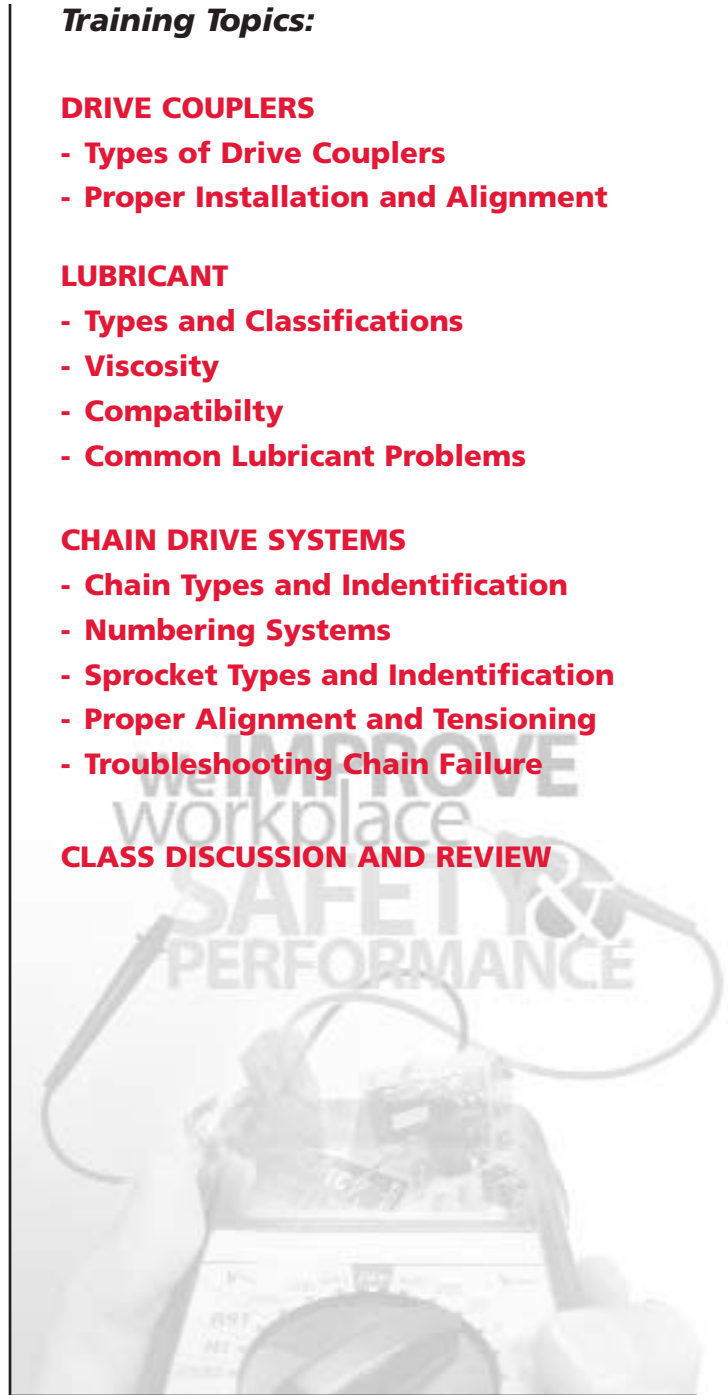 Training Topics:
DRIVE COUPLERS
- Types of Drive Couplers
- Proper Installation and Alignment
LUBRICANT
- Types and Classifications
- Viscosity
- Compatibilty
- Common Lubricant Problems
CHAIN DRIVE SYSTEMS
- Chain Types and Indentification
- Numbering Systems
- Sprocket Types and Indentification
- Proper Alignment and Tensioning
- Troubleshooting Chain Failure
we IMPROVE
workplace
CLASS DISCUSSION AND REVIEW
SAFETY &
PERFORMANCE